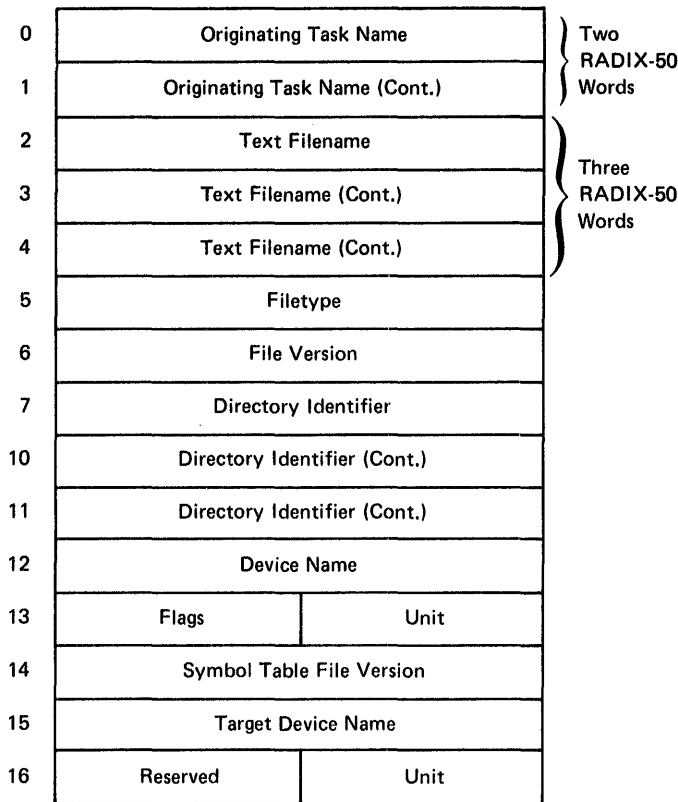 0 Originating Task Name
1 Originating Task Name (Cont.)
Two
RADIX-50
Words
2 Text Filename
3 Text Filename (Cont.)
4 Text Filename (Cont.)
Three
RADIX-50
Words
5 Filetype
6 File Version
7 Directory Identifier
10 Directory Identifier (Cont.)
11 Directory Identifier (Cont.)
12 Device Name
13 Flags Unit
14 Symbol Table File Version
15 Target Device Name
16 Reserved Unit